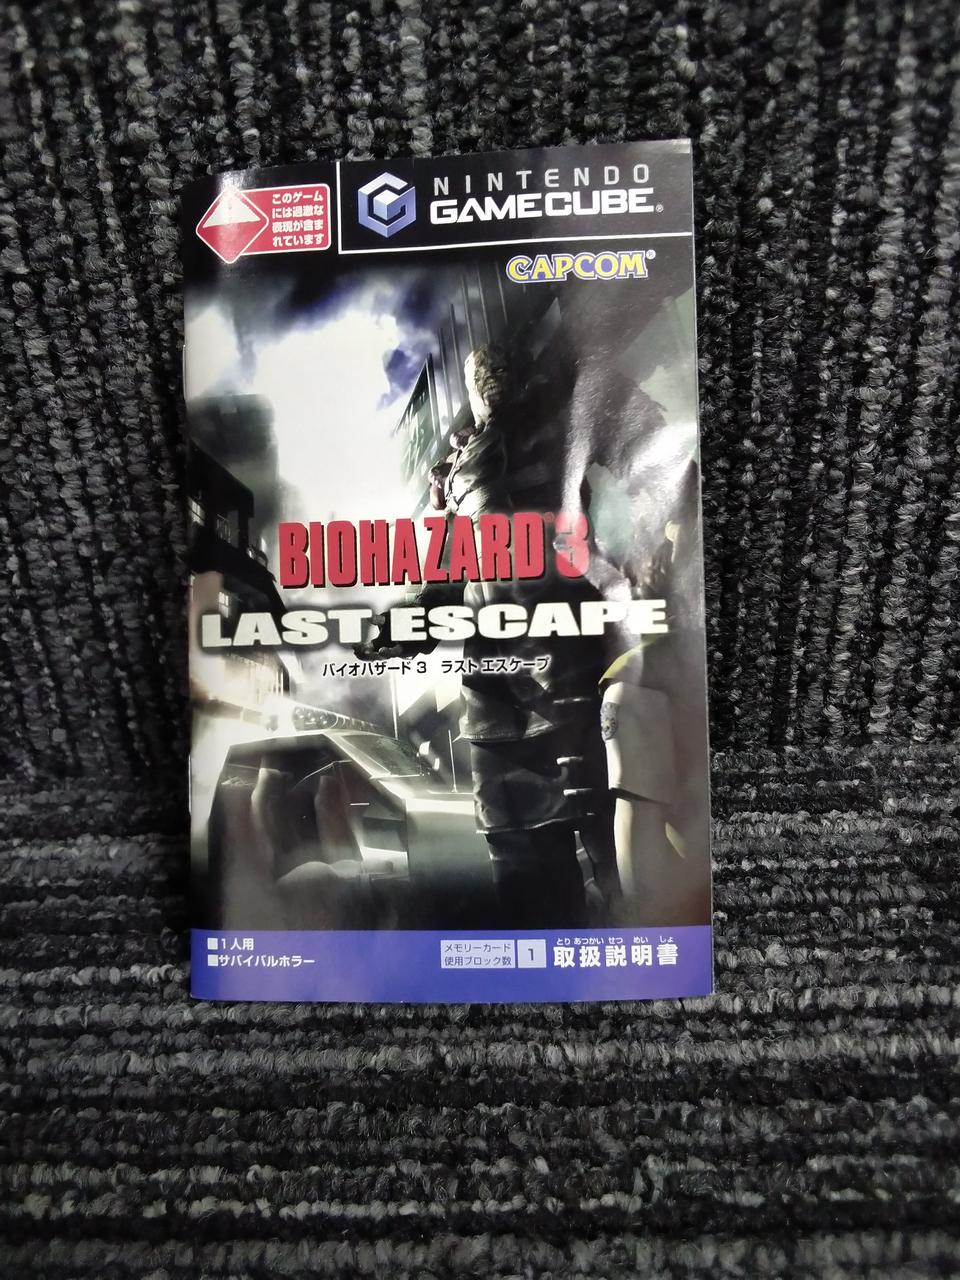 このゲーム
には過激な
表現が含ま
れています
NINTENDO
GAMECUBE®
CAPCOM®
BIOHAZARD®3
LAST ESCAPE
バイオハザード3 ラスト エスケープ
■1人用
■サバイバルホラー
メモリーカード
使用ブロック数
1
とり あつかい せつ めい しょ
取扱説明書